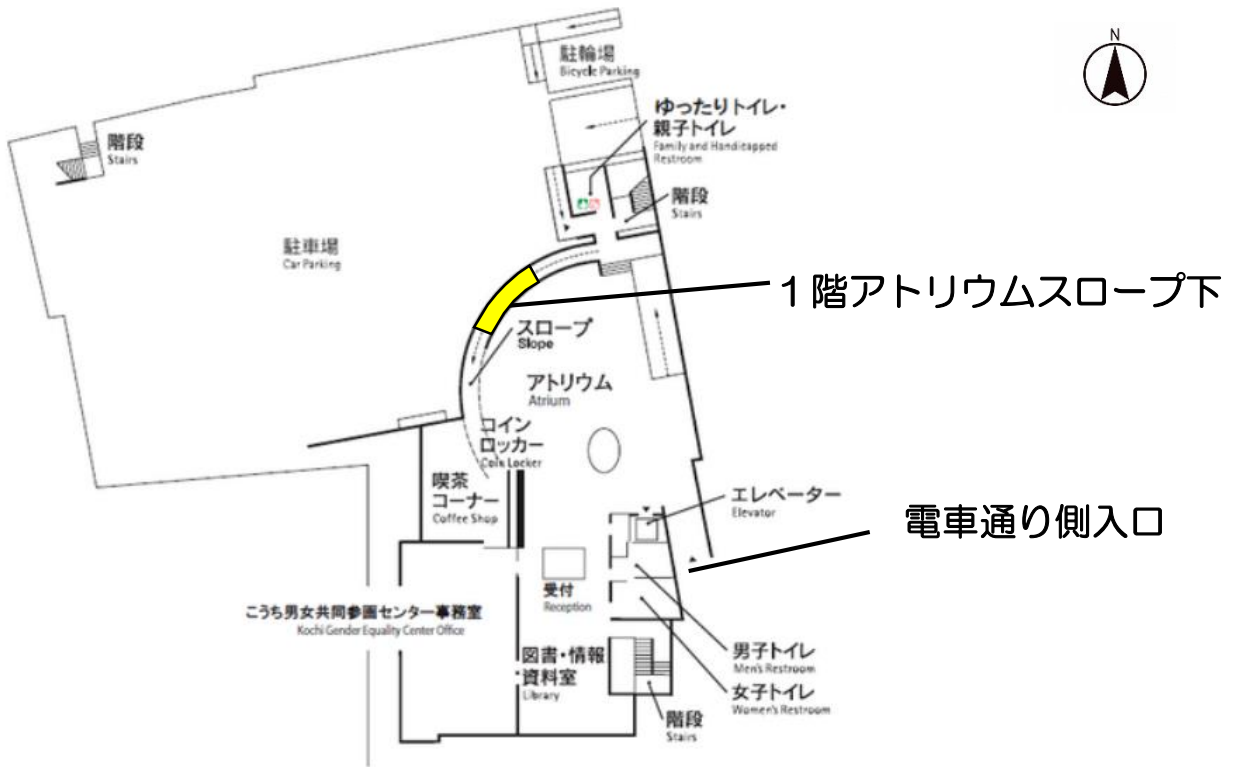 N
駐輪場
Bicycle Parking
ゆったりトイレ・
親子トイレ
Family and Handicapped
Restroom
階段
Stairs
階段
Stairs
駐車場
Car Parking
1階アトリウムスロープ下
スロープ
Slope
アトリウム
Atrium
コイン
ロッカー
Coin Locker
喫茶
コーナー
Coffee Shop
エレベーター
Elevator
電車通り側入口
受付
Reception
こうち男女共同参画センター事務室
Kochi Gender Equality Center Office
図書・情報
資料室
Library
男子トイレ
Men's Restroom
女子トイレ
Women's Restroom
階段
Stairs